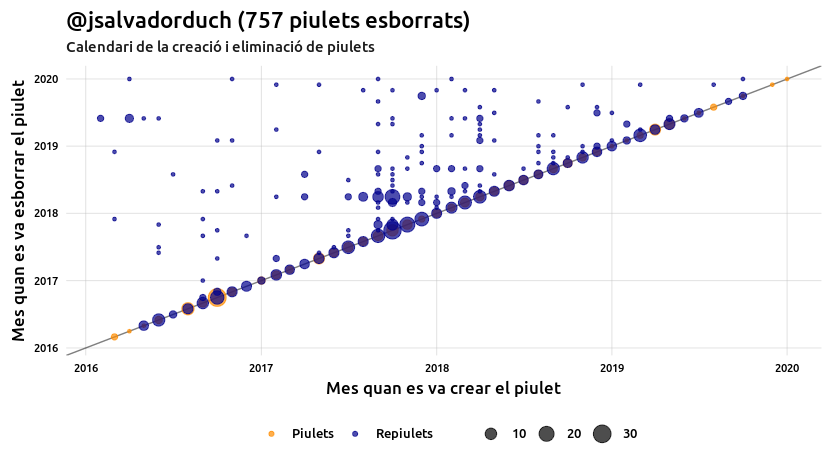 @jsalvadorduch (757 piulets esborrats)
Calendari de la creació i eliminació de piulets
Mes quan es va esborrar el piulet
2020
2019
2018
2017
2016
2016 2017 2018 2019 2020
Mes quan es va crear el piulet
Piulets Repiulets 10 20 30